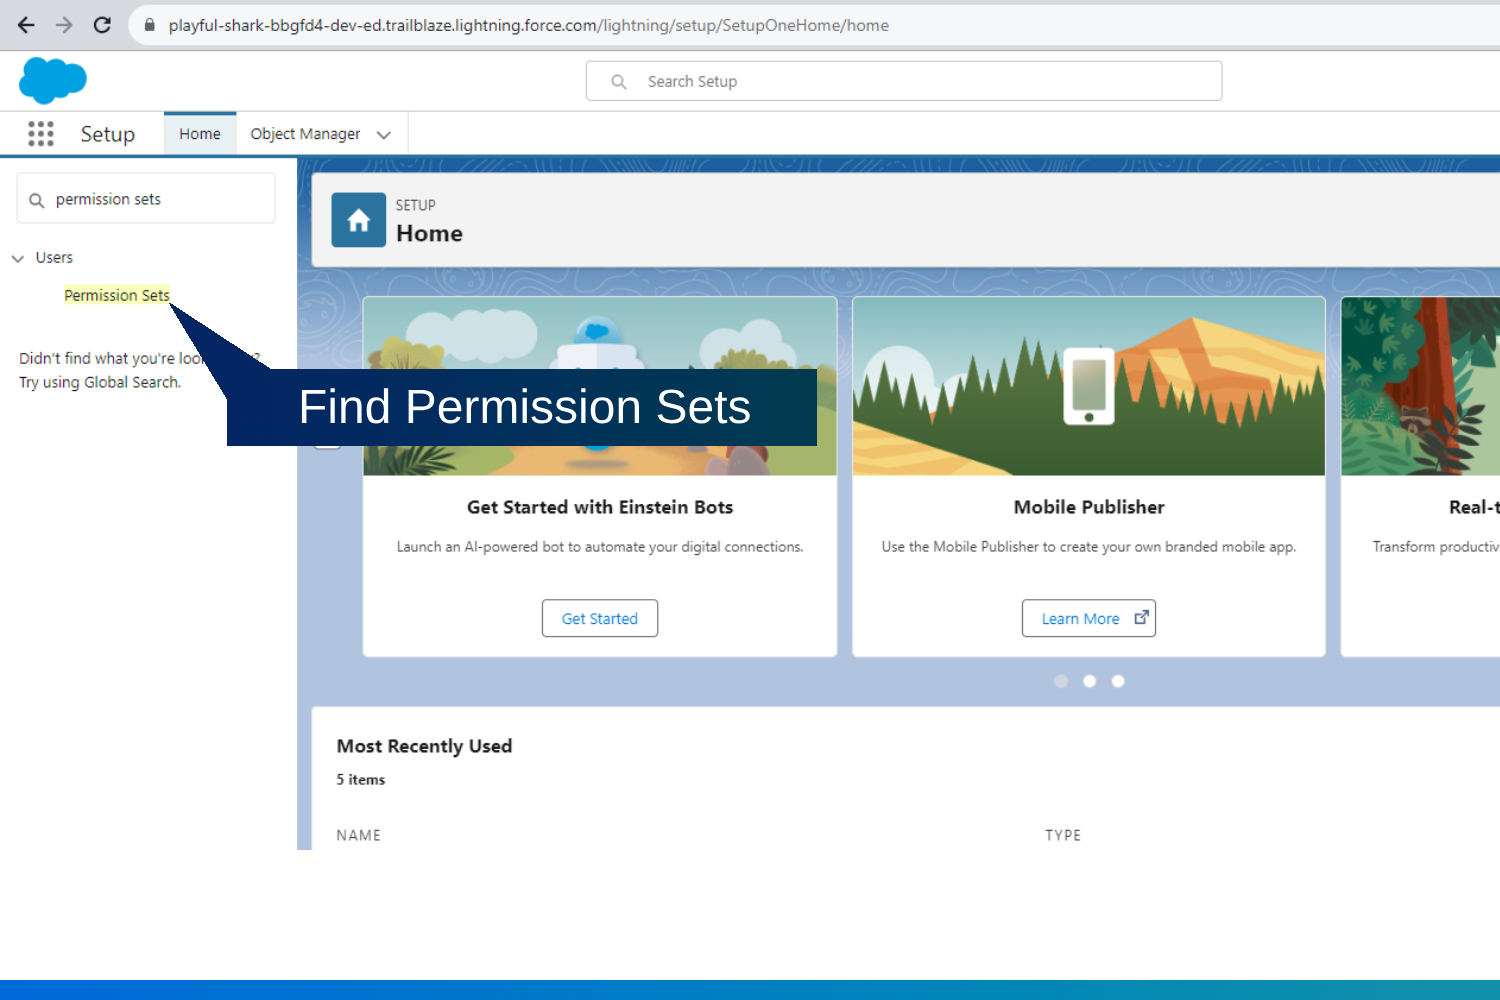 playful-shark-bbgfd4-dev-ed.trailblaze.lightning.force.com/lightning/setup/SetupOneHome/home
Search Setup
Setup
Home
Object Manager
permission sets
Users
Permission Sets
Didn't find what you're loo ?
Try using Global Search.
SETUP
Home
Find Permission Sets
Get Started with Einstein Bots
Launch an AI-powered bot to automate your digital connections.
Get Started
Mobile Publisher
Use the Mobile Publisher to create your own branded mobile app.
Learn More
Real-t
Transform productiv
Most Recently Used
5 items
NAME
TYPE